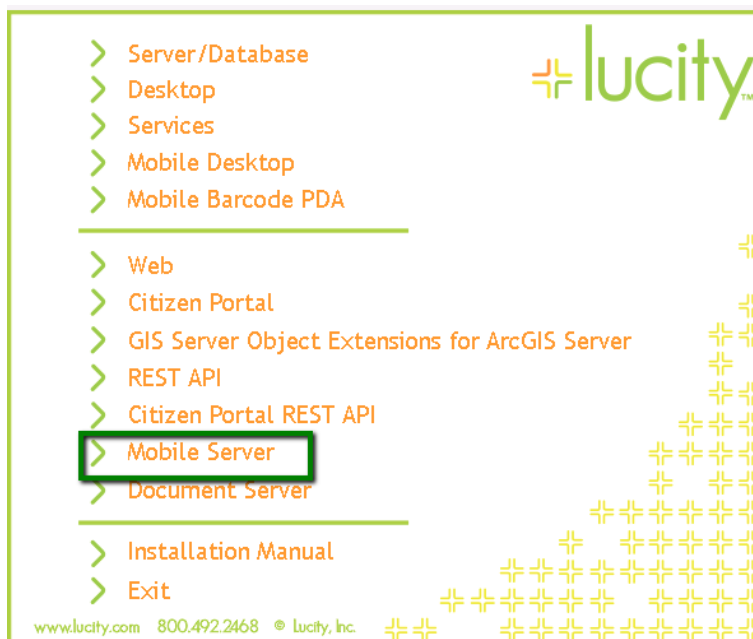 lucity™
Server/Database
Desktop
Services
Mobile Desktop
Mobile Barcode PDA
Web
Citizen Portal
GIS Server Object Extensions for ArcGIS Server
REST API
Citizen Portal REST API
Mobile Server
Document Server
Installation Manual
Exit
www.lucity.com 800.492.2468 © Lucity, Inc.